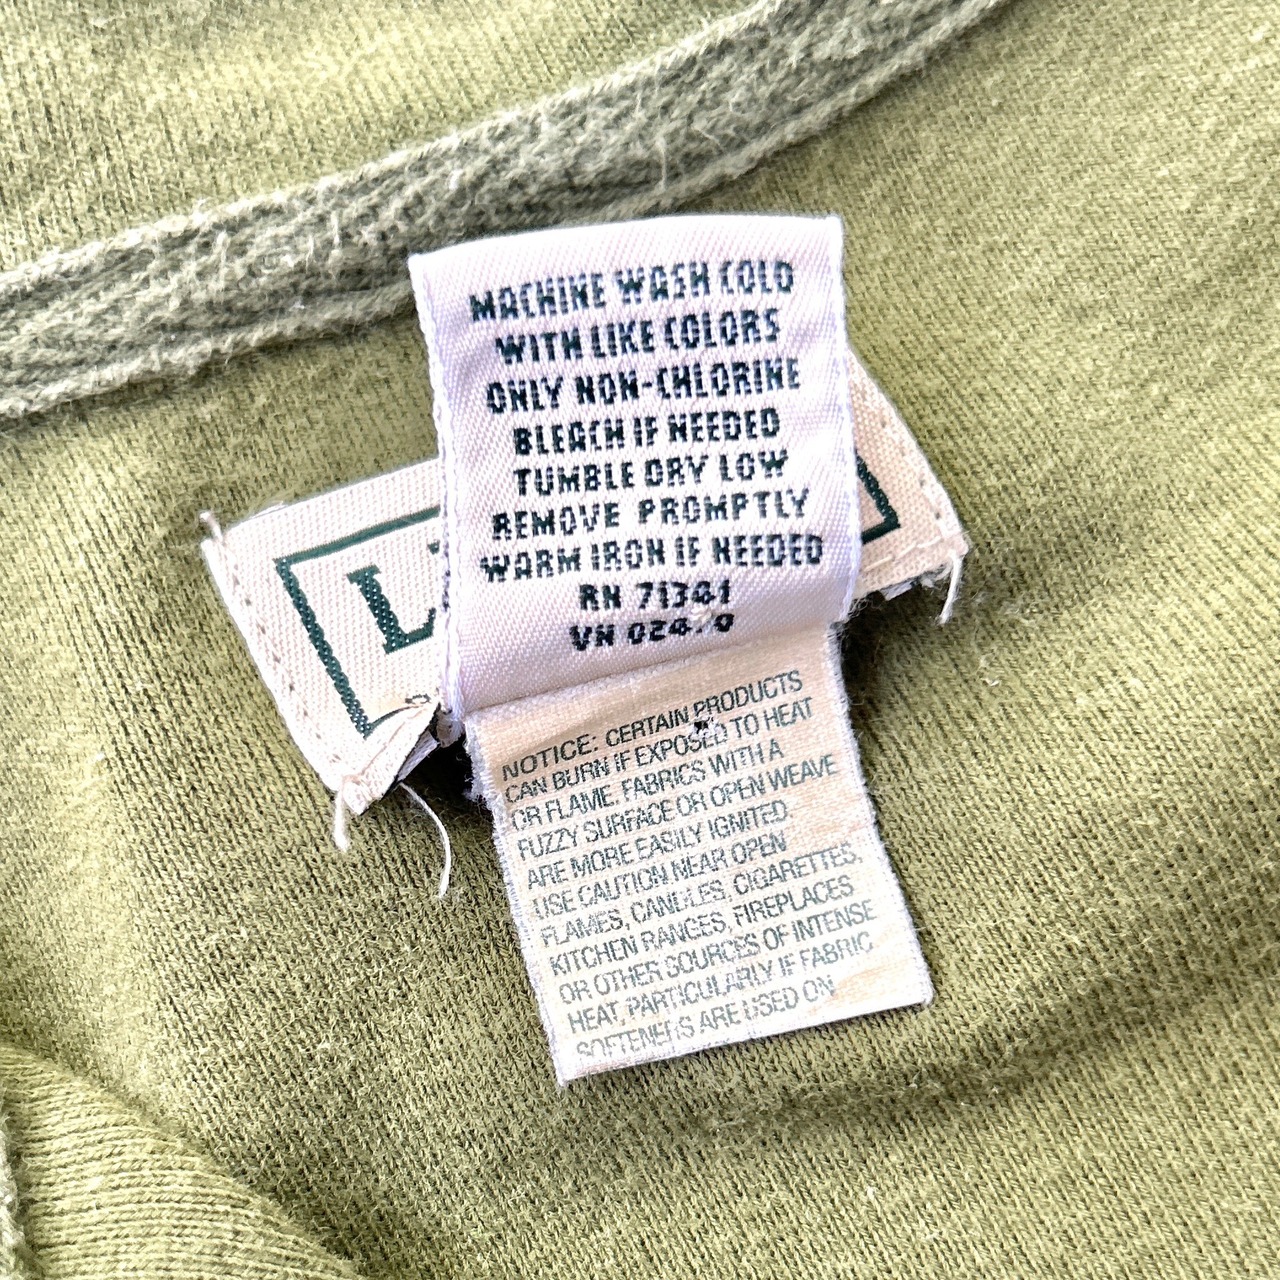 MACHINE WASH COLD
WITH LIKE COLORS
ONLY NON-CHLORINE
BLEACH IF NEEDED
TUMBLE DRY LOW
REMOVE PROMPTLY
WARM IRON IF NEEDED
RN 71341
VN
L
NOTICE: CERTAIN PRODUCTS
CAN BURN IF EXPOSED TO HEAT
OR FLAME. FABRICS WITH A
FUZZY SURFACE OR OPEN WEAVE
ARE MORE EASILY IGNITED
USE CAUTION NEAR OPEN
FLAMES, CANDLES, CIGARETTES,
KITCHEN RANGES, FIREPLACES
OR OTHER SOURCES OF INTENSE
HEAT, PARTICULARLY IF FABRIC
SOFTENERS ARE USED ON